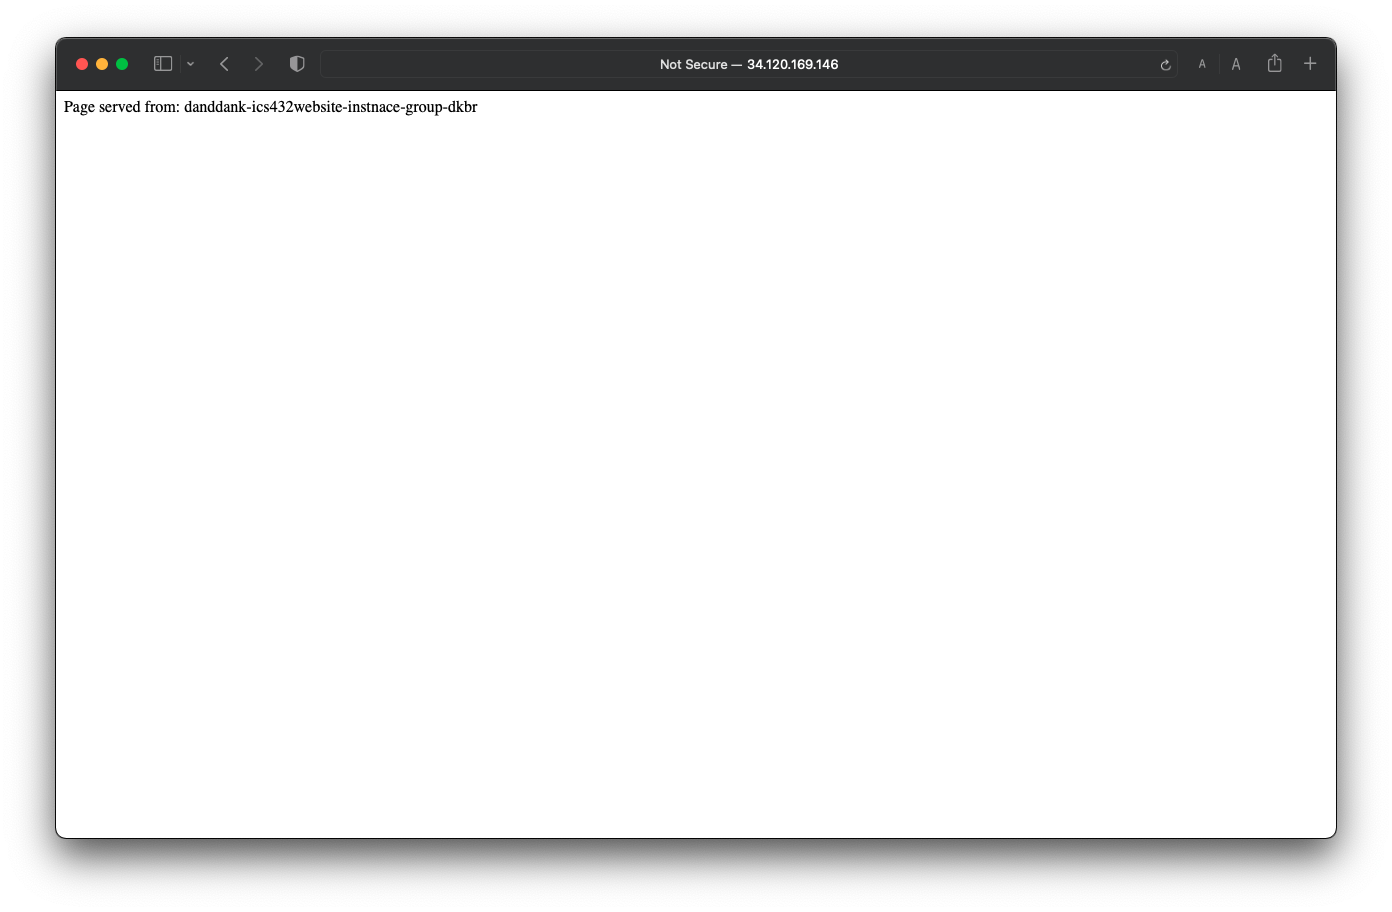 Not Secure — 34.120.169.146
A A
Page served from: danddank-ics432website-instnace-group-dkbr